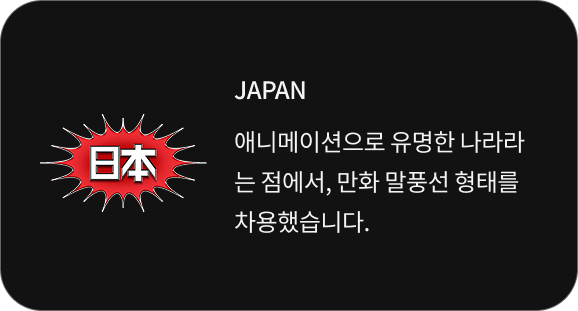 日本
JAPAN
애니메이션으로 유명한 나라라
는 점에서, 만화 말풍선 형태를
차용했습니다.